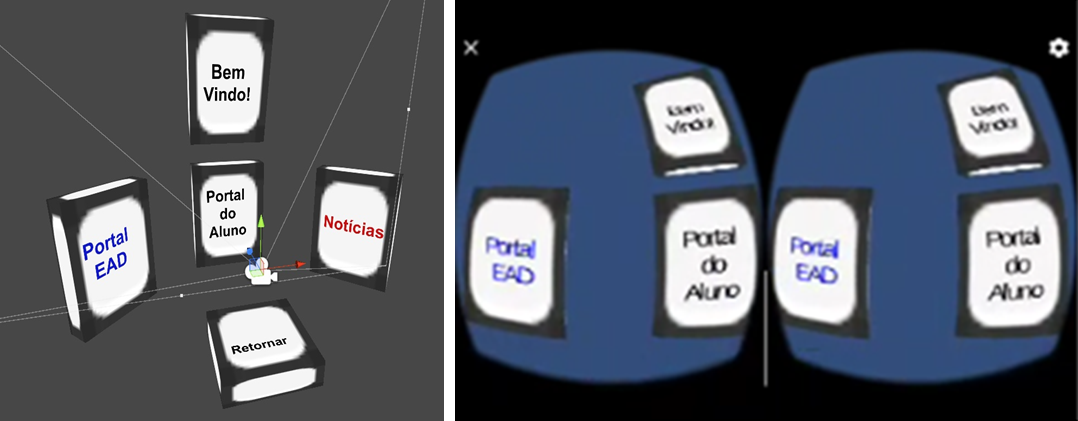 Bem
Vindo!
Portal
do
Aluno
Portal
EAD
Notícias
Retornar
Bem
Vindo!
Portal
EAD
Portal
do
Aluno
Bem
Vindo!
Portal
EAD
Portal
do
Aluno